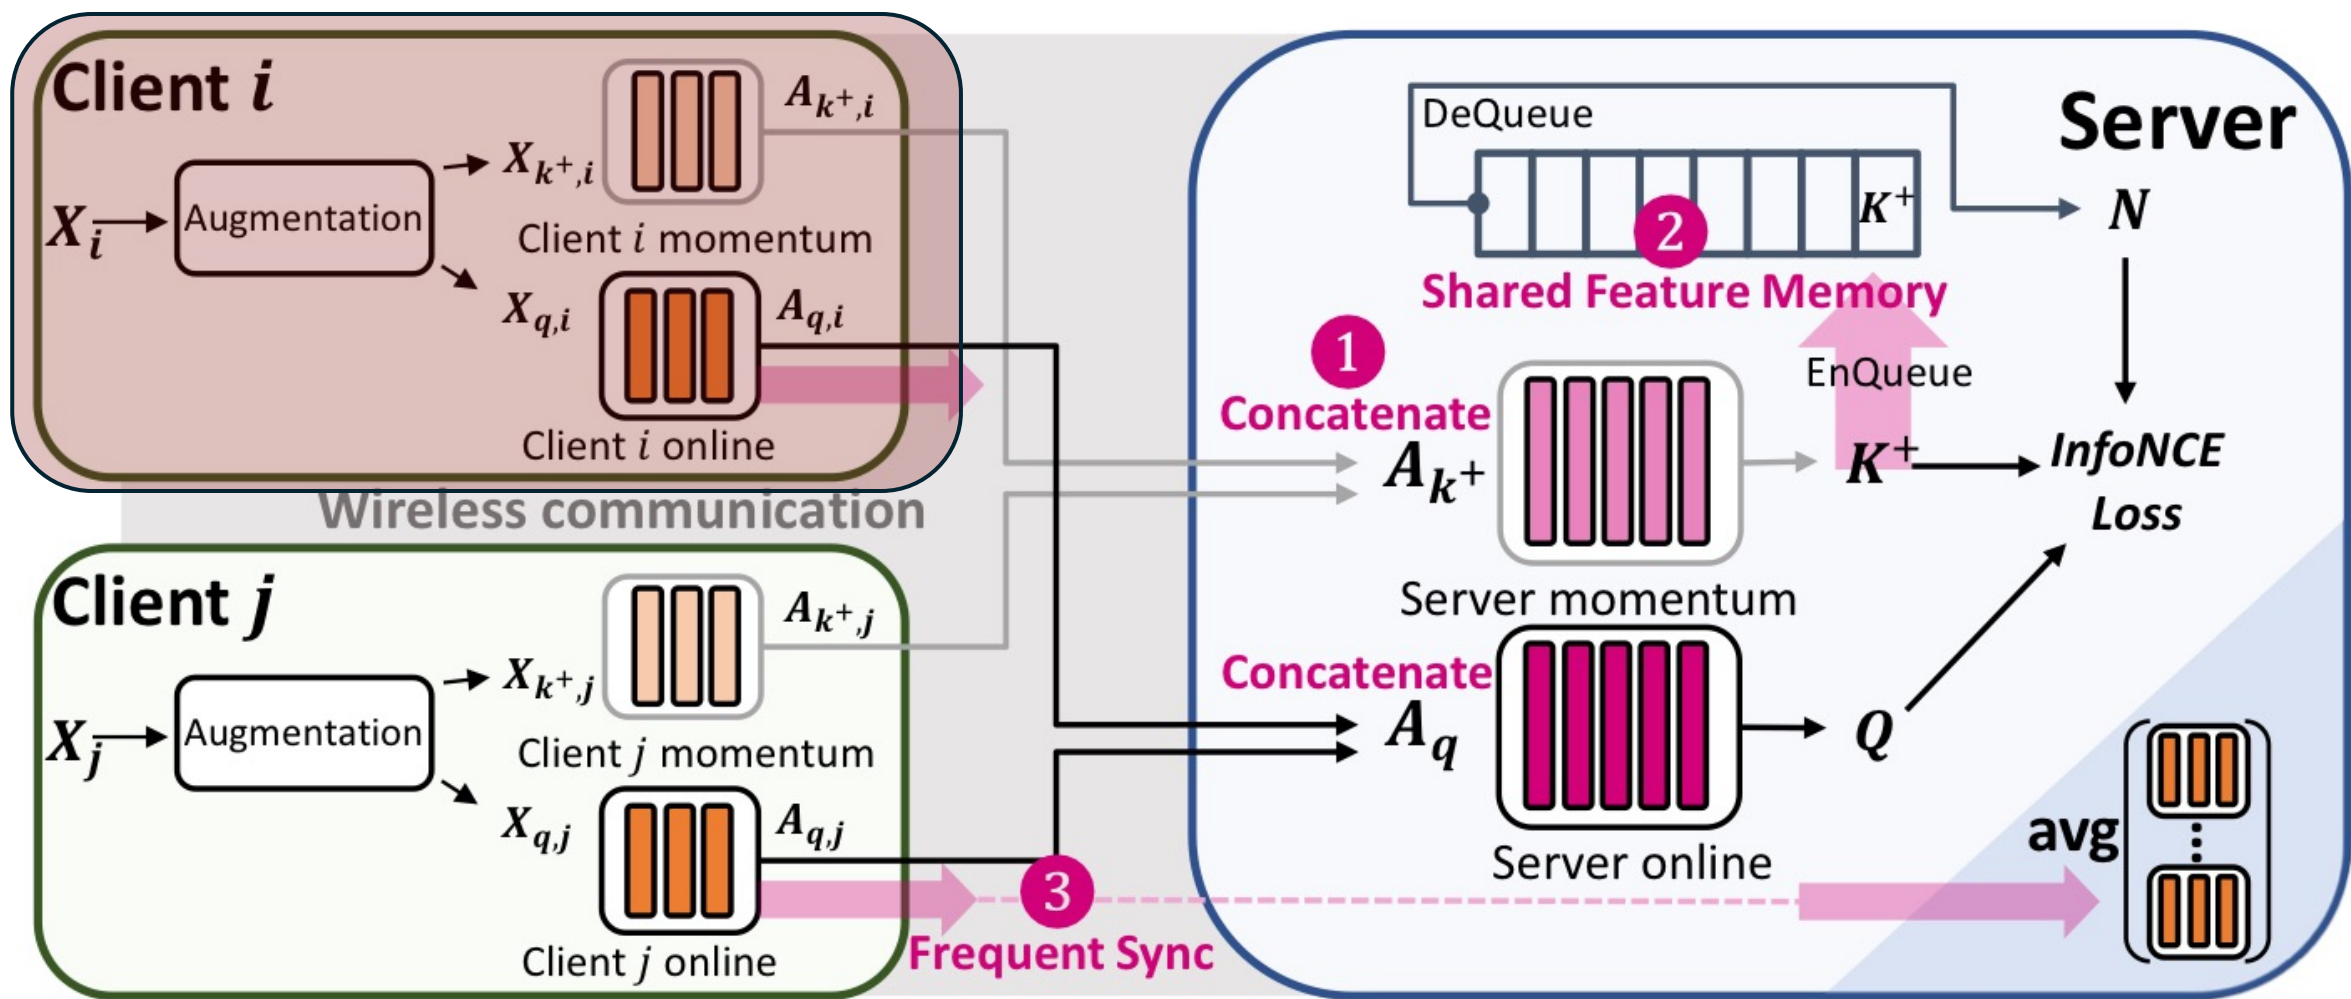 Client i
X_i
Augmentation
X_{k^+,i}
A_{k^+,i}
Client i momentum
X_{q,i}
A_{q,i}
Client i online
Wireless communication
Client j
X_j
Augmentation
X_{k^+,j}
A_{k^+,j}
Client j momentum
X_{q,j}
A_{q,j}
Client j online
3
Frequent Sync
Server
DeQueue
K^+
N
2
Shared Feature Memory
1
Concatenate
A_{k^+}
EnQueue
K^+
InfoNCE
Loss
Server momentum
Concatenate
A_q
Q
Server online
avg